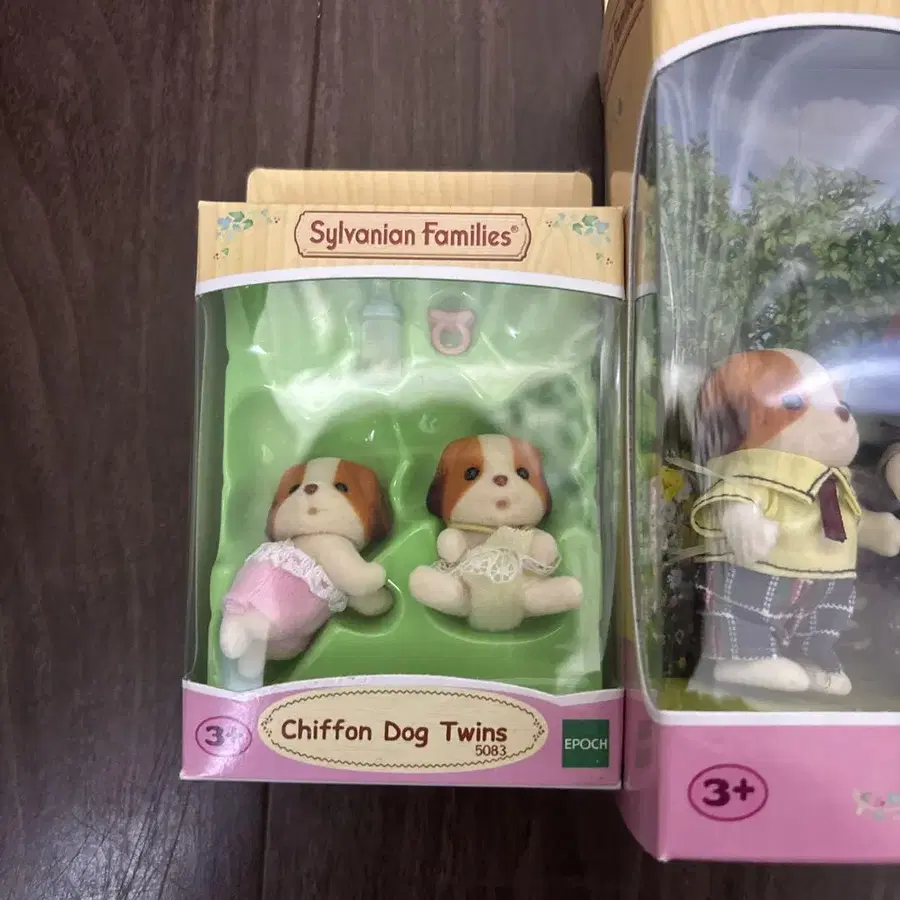 Sylvanian Families®
3+
Chiffon Dog Twins
5083
EPOCH
3+